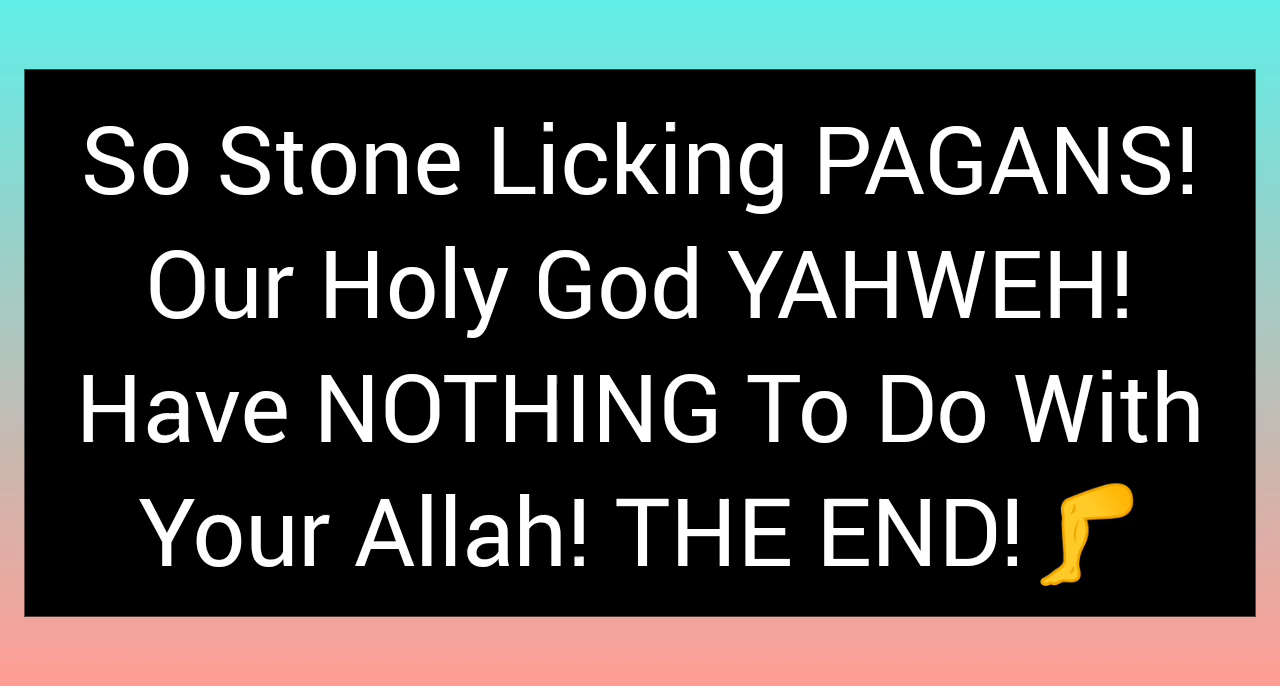 So Stone Licking PAGANS!
Our Holy God YAHWEH!
Have NOTHING To Do With
Your Allah! THE END!🦵